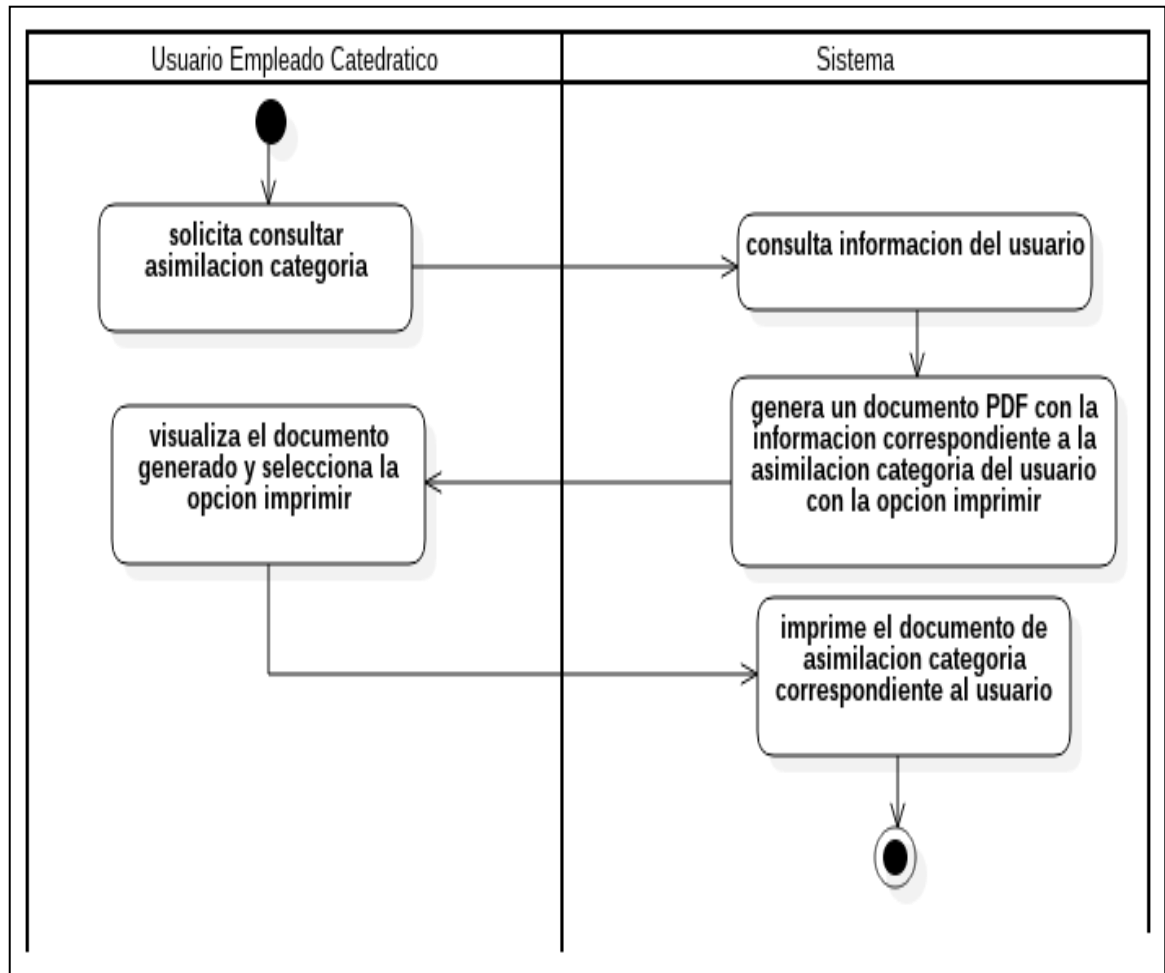 Usuario Empleado Catedratico
Sistema
solicita consultar
asimilacion categoria
consulta informacion del usuario
genera un documento PDF con la
informacion correspondiente a la
asimilacion categoria del usuario
con la opcion imprimir
visualiza el documento
generado y selecciona la
opcion imprimir
imprime el documento de
asimilacion categoria
correspondiente al usuario